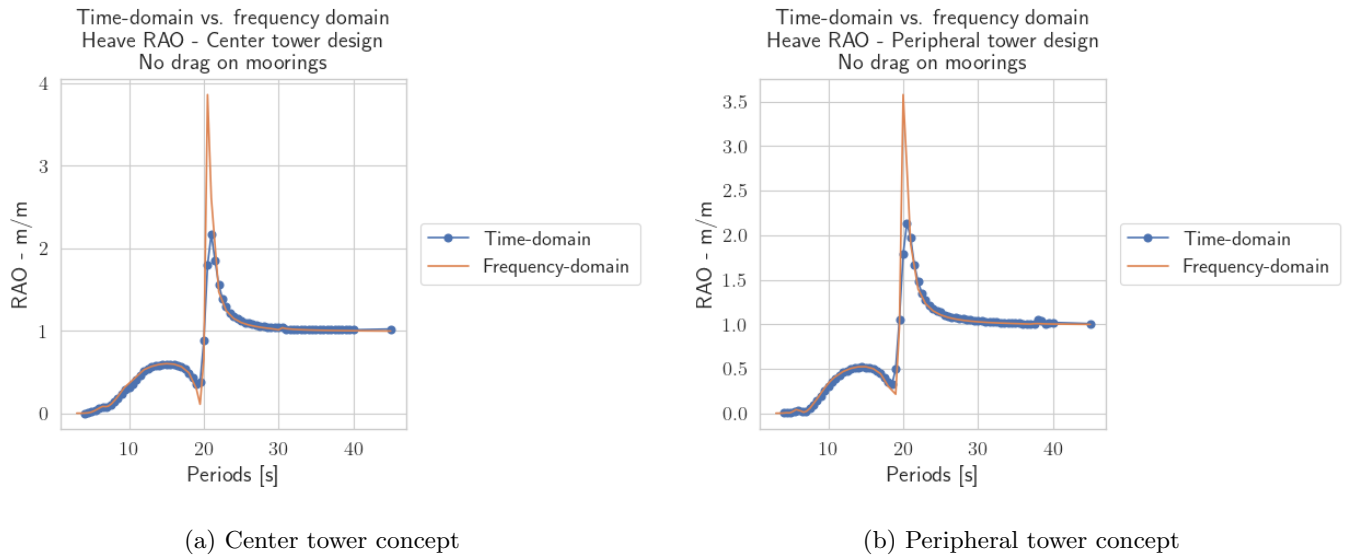 Time-domain vs. frequency domain
Heave RAO - Center tower design
No drag on moorings
4
3
2
1
0
RAO - m/m
10
20
30
40
Periods [s]
Time-domain
Frequency-domain
(a) Center tower concept
Time-domain vs. frequency domain
Heave RAO - Peripheral tower design
No drag on moorings
3.5
3.0
2.5
2.0
1.5
1.0
0.5
0.0
RAO - m/m
10
20
30
40
Periods [s]
Time-domain
Frequency-domain
(b) Peripheral tower concept